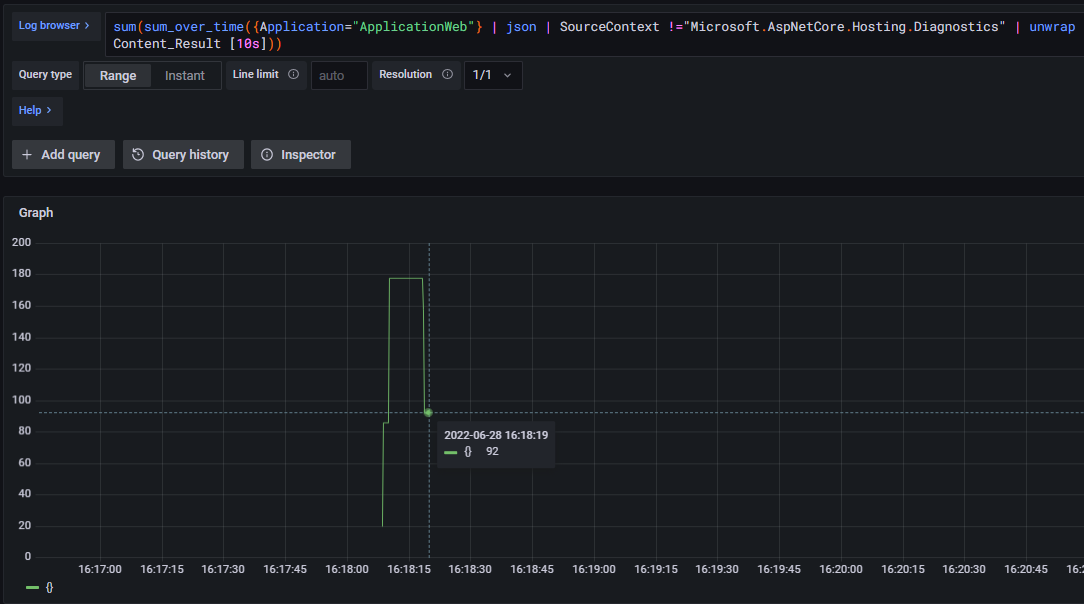 Log browser >
sum(sum_over_time({Application="ApplicationWeb"} | json | SourceContext !="Microsoft.AspNetCore.Hosting.Diagnostics" | unwrap
Content_Result [10s]))
Query type Range Instant Line limit auto Resolution 1/1
Help >
+ Add query Query history Inspector
Graph
200
180
160
140
120
100
80
60
40
20
0
2022-06-28 16:18:19
{} 92
16:17:00 16:17:15 16:17:30 16:17:45 16:18:00 16:18:15 16:18:30 16:18:45 16:19:00 16:19:15 16:19:30 16:19:45 16:20:00 16:20:15 16:20:30 16:20:45 16:2
{}